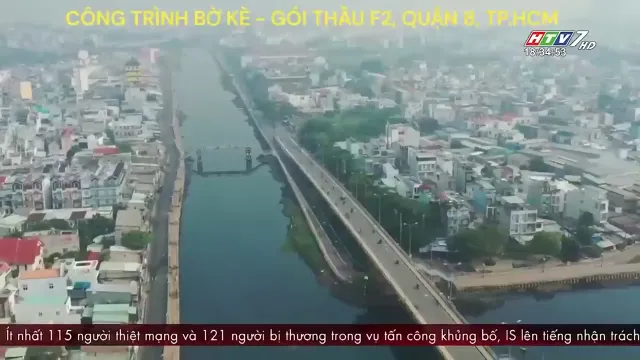 CÔNG TRÌNH BỜ KÈ - GÓI THẦU F2, QUẬN 8, TP.HCM
HTV7 HD
18:34:53
Ít nhất 115 người thiệt mạng và 121 người bị thương trong vụ tấn công khủng bố, IS lên tiếng nhận trách